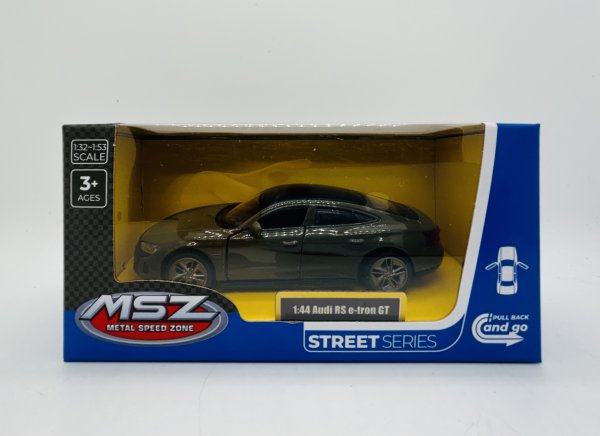 1:32~1:53
SCALE
3+
AGES
MSZ
METAL SPEED ZONE
1:44 Audi RS e-tron GT
STREET SERIES
PULL BACK
and go